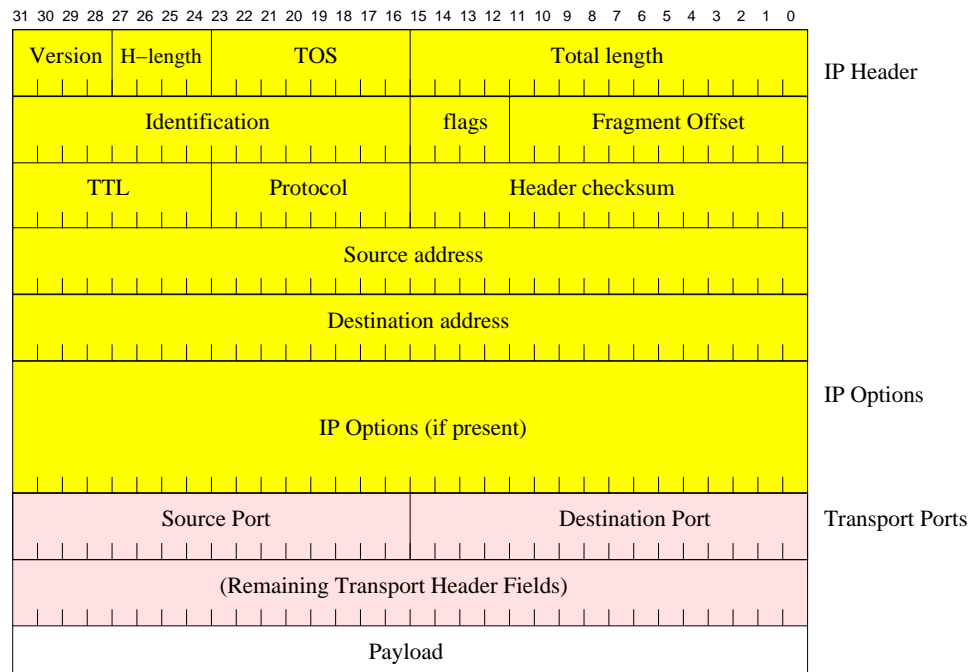 31 30 29 28 27 26 25 24 23 22 21 20 19 18 17 16 15 14 13 12 11 10 9 8 7 6 5 4 3 2 1 0
Version H−length TOS Total length
IP Header
Identification flags Fragment Offset
TTL Protocol Header checksum
Source address
Destination address
IP Options
IP Options (if present)
Source Port Destination Port Transport Ports
(Remaining Transport Header Fields)
Payload